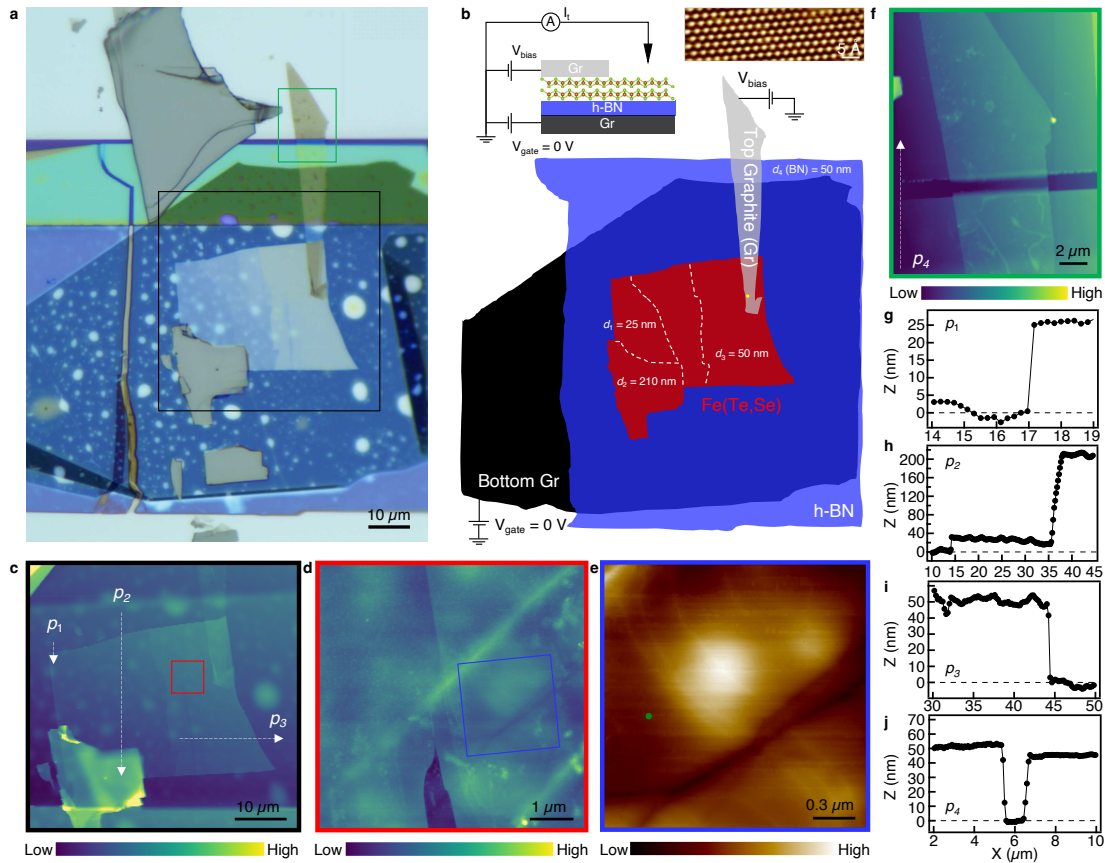 a
10 µm
b
A
I_t
V_bias
Gr
h-BN
Gr
V_gate = 0 V
5 Å
V_bias
d_4 (BN) = 50 nm
Top Graphite (Gr)
d_1 = 25 nm
d_3 = 50 nm
d_2 = 210 nm
Fe(Te,Se)
Bottom Gr
h-BN
V_gate = 0 V
f
p_4
2 µm
Low High
g
p_1
25
20
15
10
5
0
Z (nm)
14 15 16 17 18 19
h
p_2
200
160
120
80
40
0
Z (nm)
10 15 20 25 30 35 40 45
i
60
50
40
30
20
10
0
Z (nm)
p_3
30 35 40 45 50
j
70
60
50
40
30
20
10
0
Z (nm)
p_4
2 4 6 8 10
X (µm)
c
p_1
p_2
p_3
10 µm
Low High
d
1 µm
Low High
e
0.3 µm
Low High